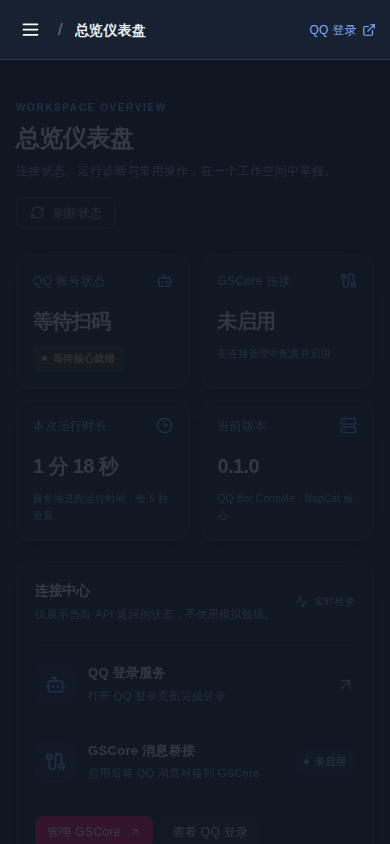 / 总览仪表盘
QQ 登录
WORKSPACE OVERVIEW
总览仪表盘
连接状态、运行诊断与常用操作，在一个工作空间中掌握。
刷新状态
QQ 账号状态
等待扫码
等待核心就绪
GSCore 连接
未启用
在连接管理中配置并启用
本次运行时长
1 分 18 秒
服务端进程运行时间 · 每 5 秒
更新
当前版本
0.1.0
QQ Bot Console · NapCat 核
心
连接中心
仅展示当前 API 返回的状态，不使用模拟数据。
实时检查
QQ 登录服务
打开 QQ 登录页面完成登录
GSCore 消息桥接
启用后将 QQ 消息对接到 GSCore
未启用
管理 GSCore
查看 QQ 登录